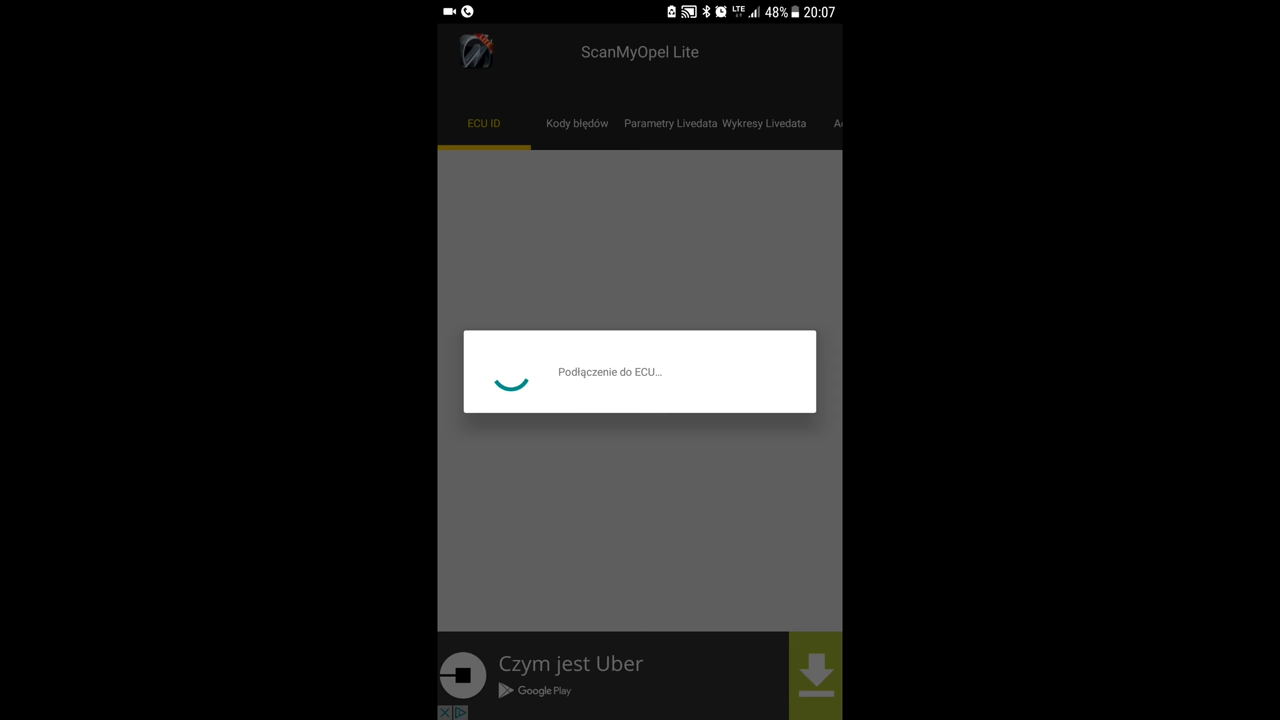 LTE 48% 20:07
ScanMyOpel Lite
ECU ID Kody błędów Parametry Livedata Wykresy Livedata
Podłączenie do ECU...
Czym jest Uber
Google Play